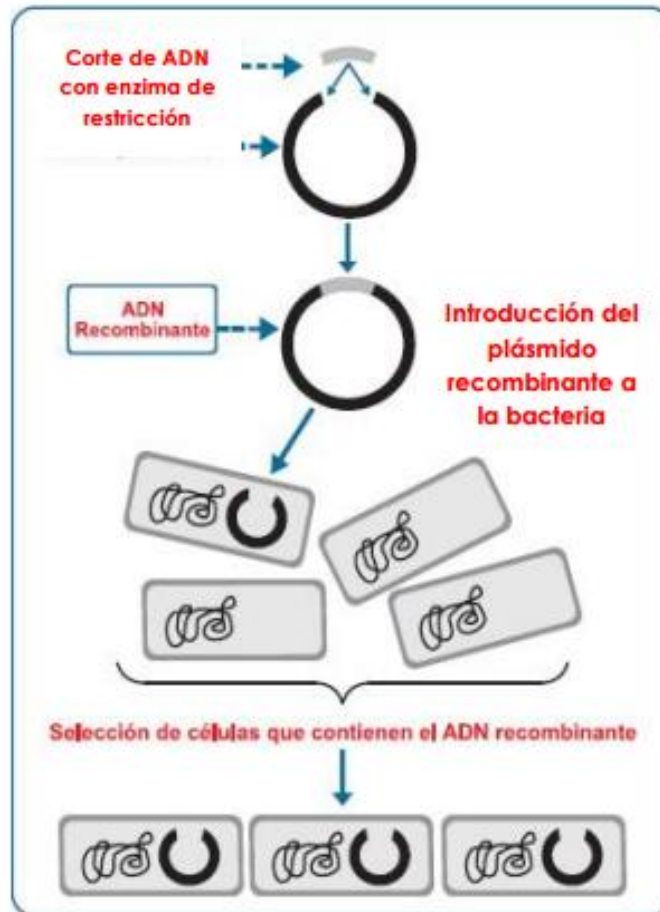 Corte de ADN
con enzima de
restricción
ADN
Recombinante
Introducción del
plásmido
recombinante a
la bacteria
Selección de células que contienen el ADN recombinante